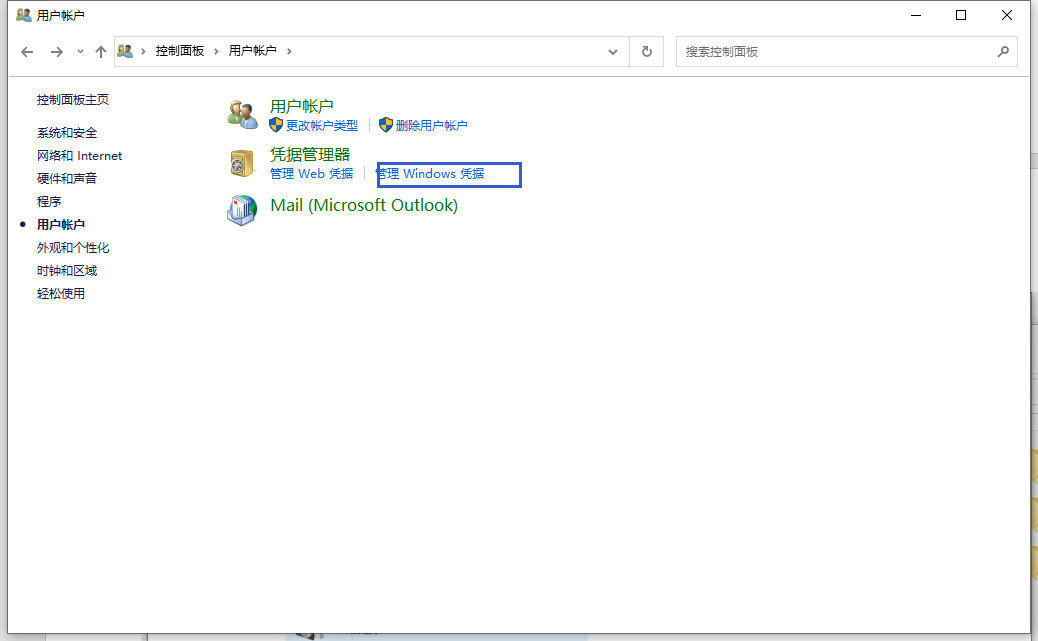 用户帐户
控制面板 用户帐户
搜索控制面板
控制面板主页
系统和安全
网络和 Internet
硬件和声音
程序
用户帐户
外观和个性化
时钟和区域
轻松使用
用户帐户
更改帐户类型 删除用户帐户
凭据管理器
管理 Web 凭据 管理 Windows 凭据
Mail (Microsoft Outlook)